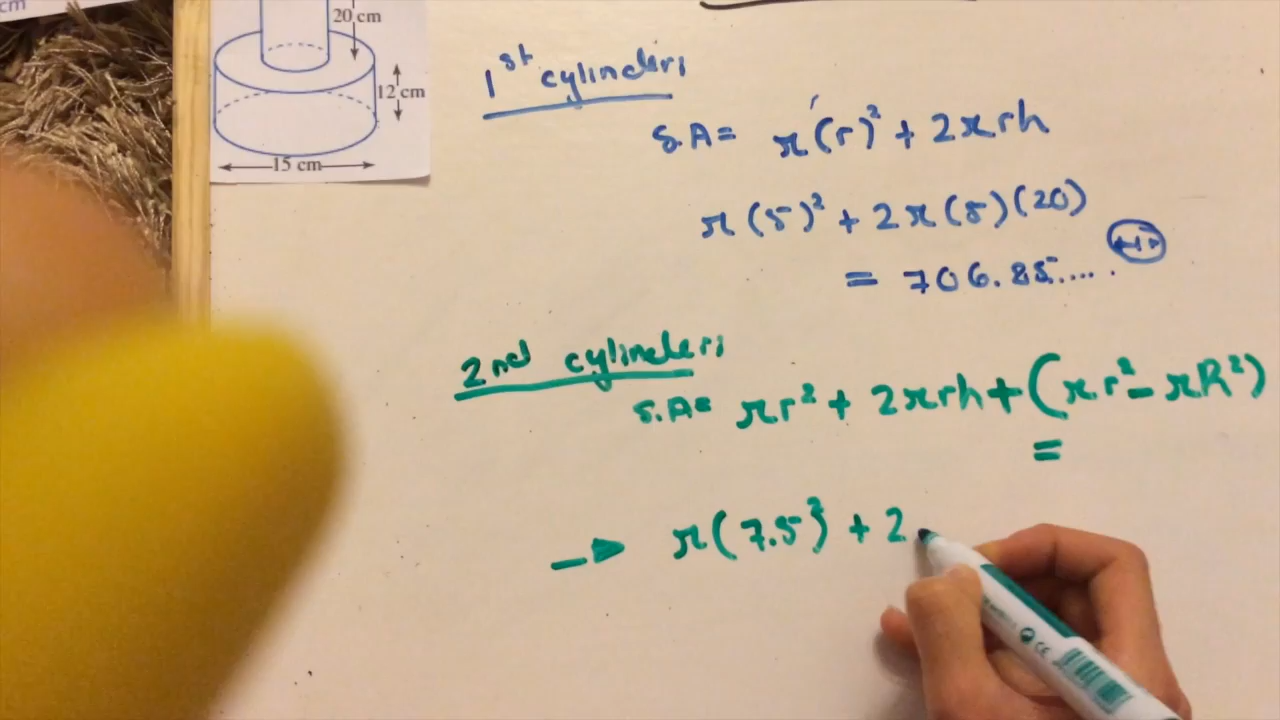 cm
20 cm
12 cm
15 cm
1st cylinder:
S.A = π(r)² + 2πrh
π(5)² + 2π(5)(20)
= 706.85.....
2nd cylinder:
S.A = πr² + 2πrh + (πr² - πR²)
=
→ π(7.5²) + 2